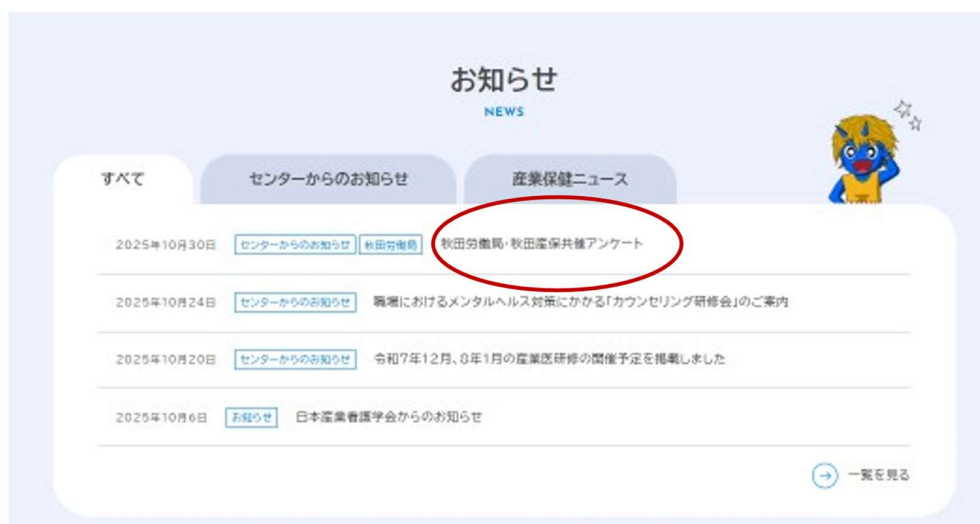 お知らせ
NEWS
すべて
センターからのお知らせ
産業保健ニュース
2025年10月30日 センターからのお知らせ 秋田労働局 秋田労働局・秋田産保共催アンケート
2025年10月24日 センターからのお知らせ 職場におけるメンタルヘルス対策にかかる「カウンセリング研修会」のご案内
2025年10月20日 センターからのお知らせ 令和7年12月、8年1月の産業医研修の開催予定を掲載しました
2025年10月6日 お知らせ 日本産業看護学会からのお知らせ
一覧を見る